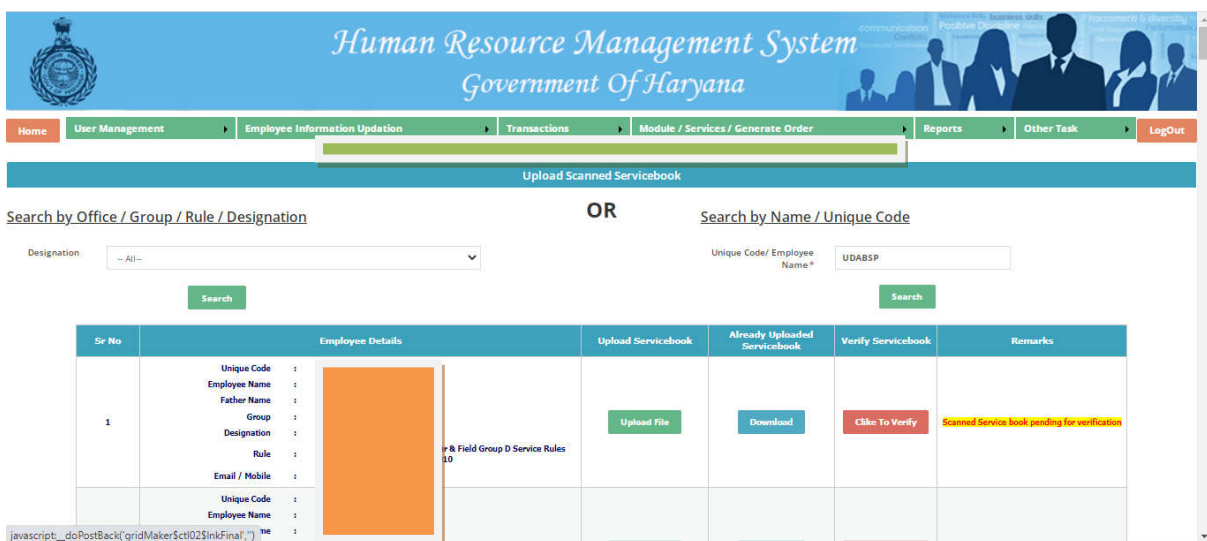 Human Resource Management System
Government Of Haryana
Home User Management Employee Information Updation Transactions Module / Services / Generate Order Reports Other Task LogOut
Upload Scanned Servicebook
Search by Office / Group / Rule / Designation OR Search by Name / Unique Code
Designation -- All-- Unique Code/ Employee Name* UDABSP
Search Search
Sr No Employee Details Upload Servicebook Already Uploaded Servicebook Verify Servicebook Remarks
Unique Code :
Employee Name :
Father Name :
Group :
1 Designation : Upload File Download Clike To Verify Scanned Service book pending for verification
Rule : & Field Group D Service Rules
Email / Mobile :
Unique Code :
Employee Name :
javascript:__doPostBack('gridMaker$ctl02$lnkFinal','') me :